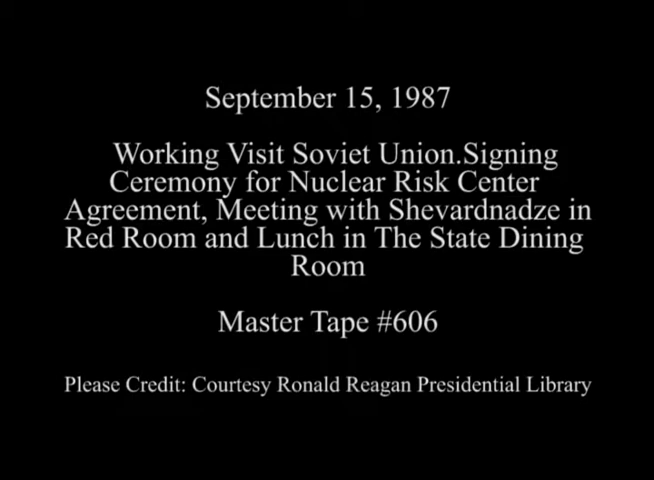 September 15, 1987
Working Visit Soviet Union.Signing
Ceremony for Nuclear Risk Center
Agreement, Meeting with Shevardnadze in
Red Room and Lunch in The State Dining
Room
Master Tape #606
Please Credit: Courtesy Ronald Reagan Presidential Library